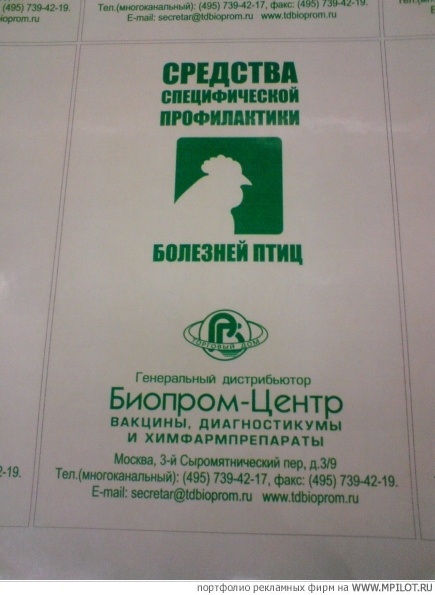 (495) 739-42-19.
Тел.(многоканальный): (495) 739-42-17, факс: (495) 739-42-19.
E-mail: secretar@tdbioprom.ru www.tdbioprom.ru
СРЕДСТВА
СПЕЦИФИЧЕСКОЙ
ПРОФИЛАКТИКИ
БОЛЕЗНЕЙ ПТИЦ
ТОРГОВЫЙ ДОМ
Генеральный дистрибьютор
Биопром-Центр
ВАКЦИНЫ, ДИАГНОСТИКУМЫ
И ХИМФАРМПРЕПАРАТЫ
Москва, 3-й Сыромятнический пер, д.3/9
Тел.(многоканальный): (495) 739-42-17, факс: (495) 739-42-19.
E-mail: secretar@tdbioprom.ru www.tdbioprom.ru
портфолио рекламных фирм на WWW.MPILOT.RU